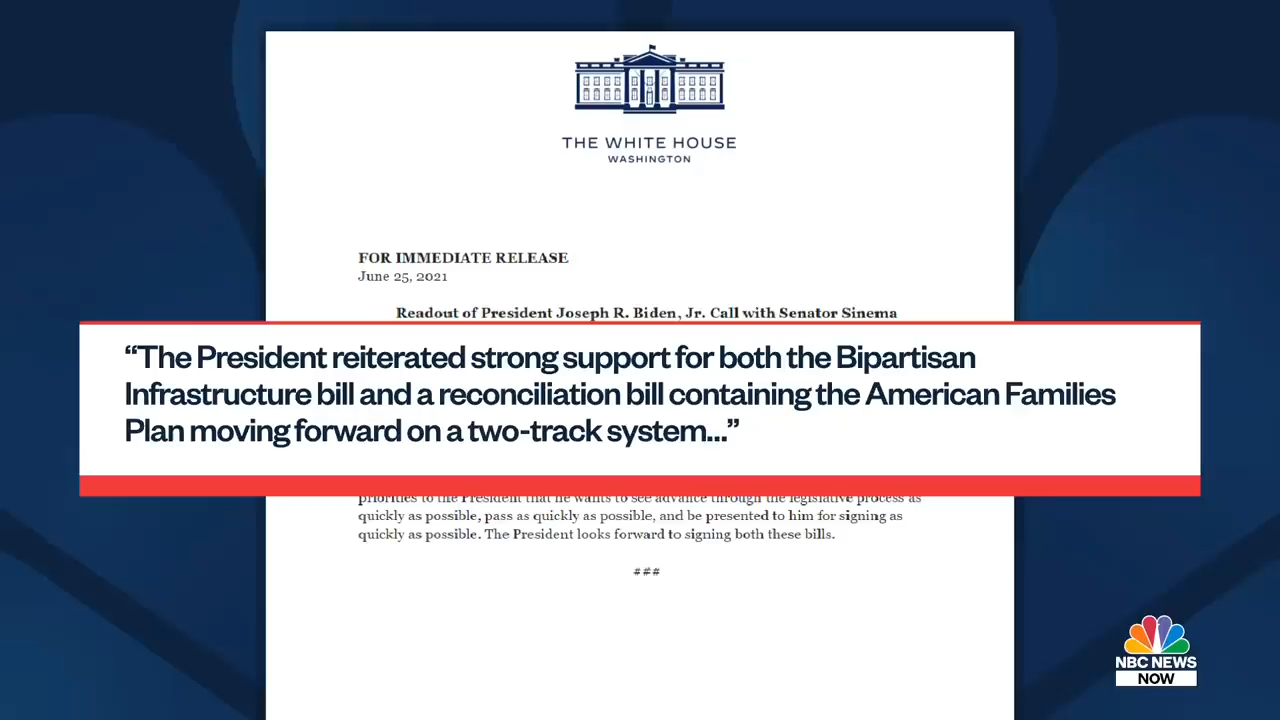 THE WHITE HOUSE
WASHINGTON
FOR IMMEDIATE RELEASE
June 25, 2021
Readout of President Joseph R. Biden, Jr. Call with Senator Sinema
“The President reiterated strong support for both the Bipartisan
Infrastructure bill and a reconciliation bill containing the American Families
Plan moving forward on a two-track system...”
priorities to the President that he wants to see advance through the legislative process as
quickly as possible, pass as quickly as possible, and be presented to him for signing as
quickly as possible. The President looks forward to signing both these bills.
###
NBC NEWS
NOW